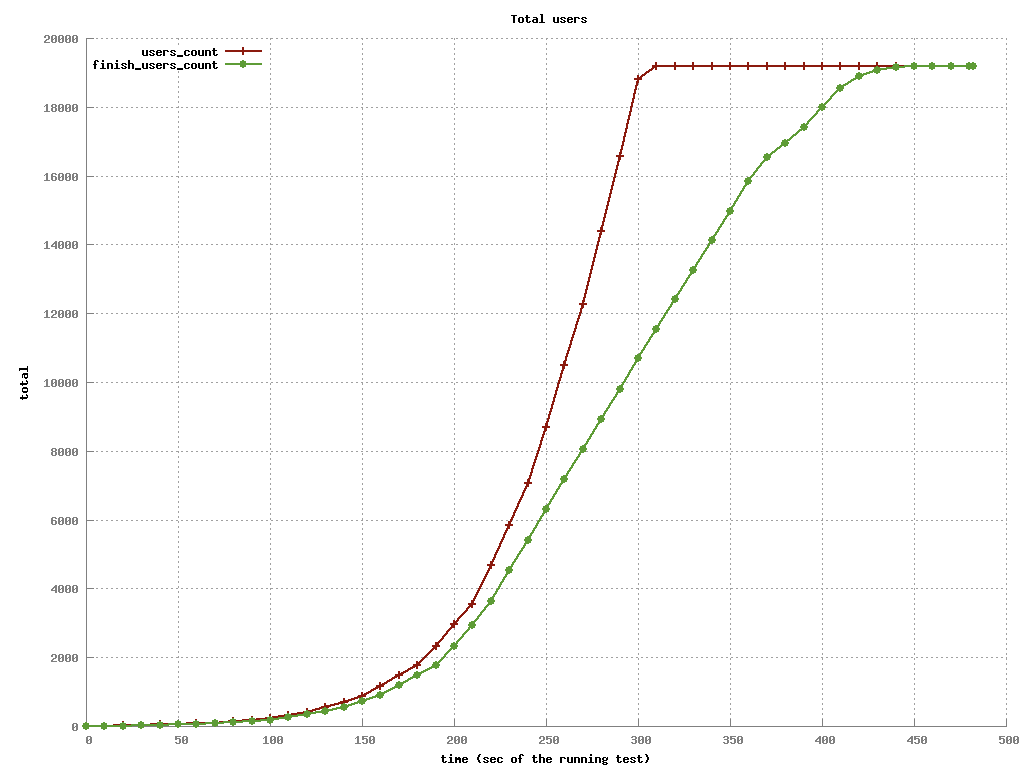 Total users
users_count
finish_users_count
20000
18000
16000
14000
12000
10000
8000
6000
4000
2000
0
total
0 50 100 150 200 250 300 350 400 450 500
time (sec of the running test)